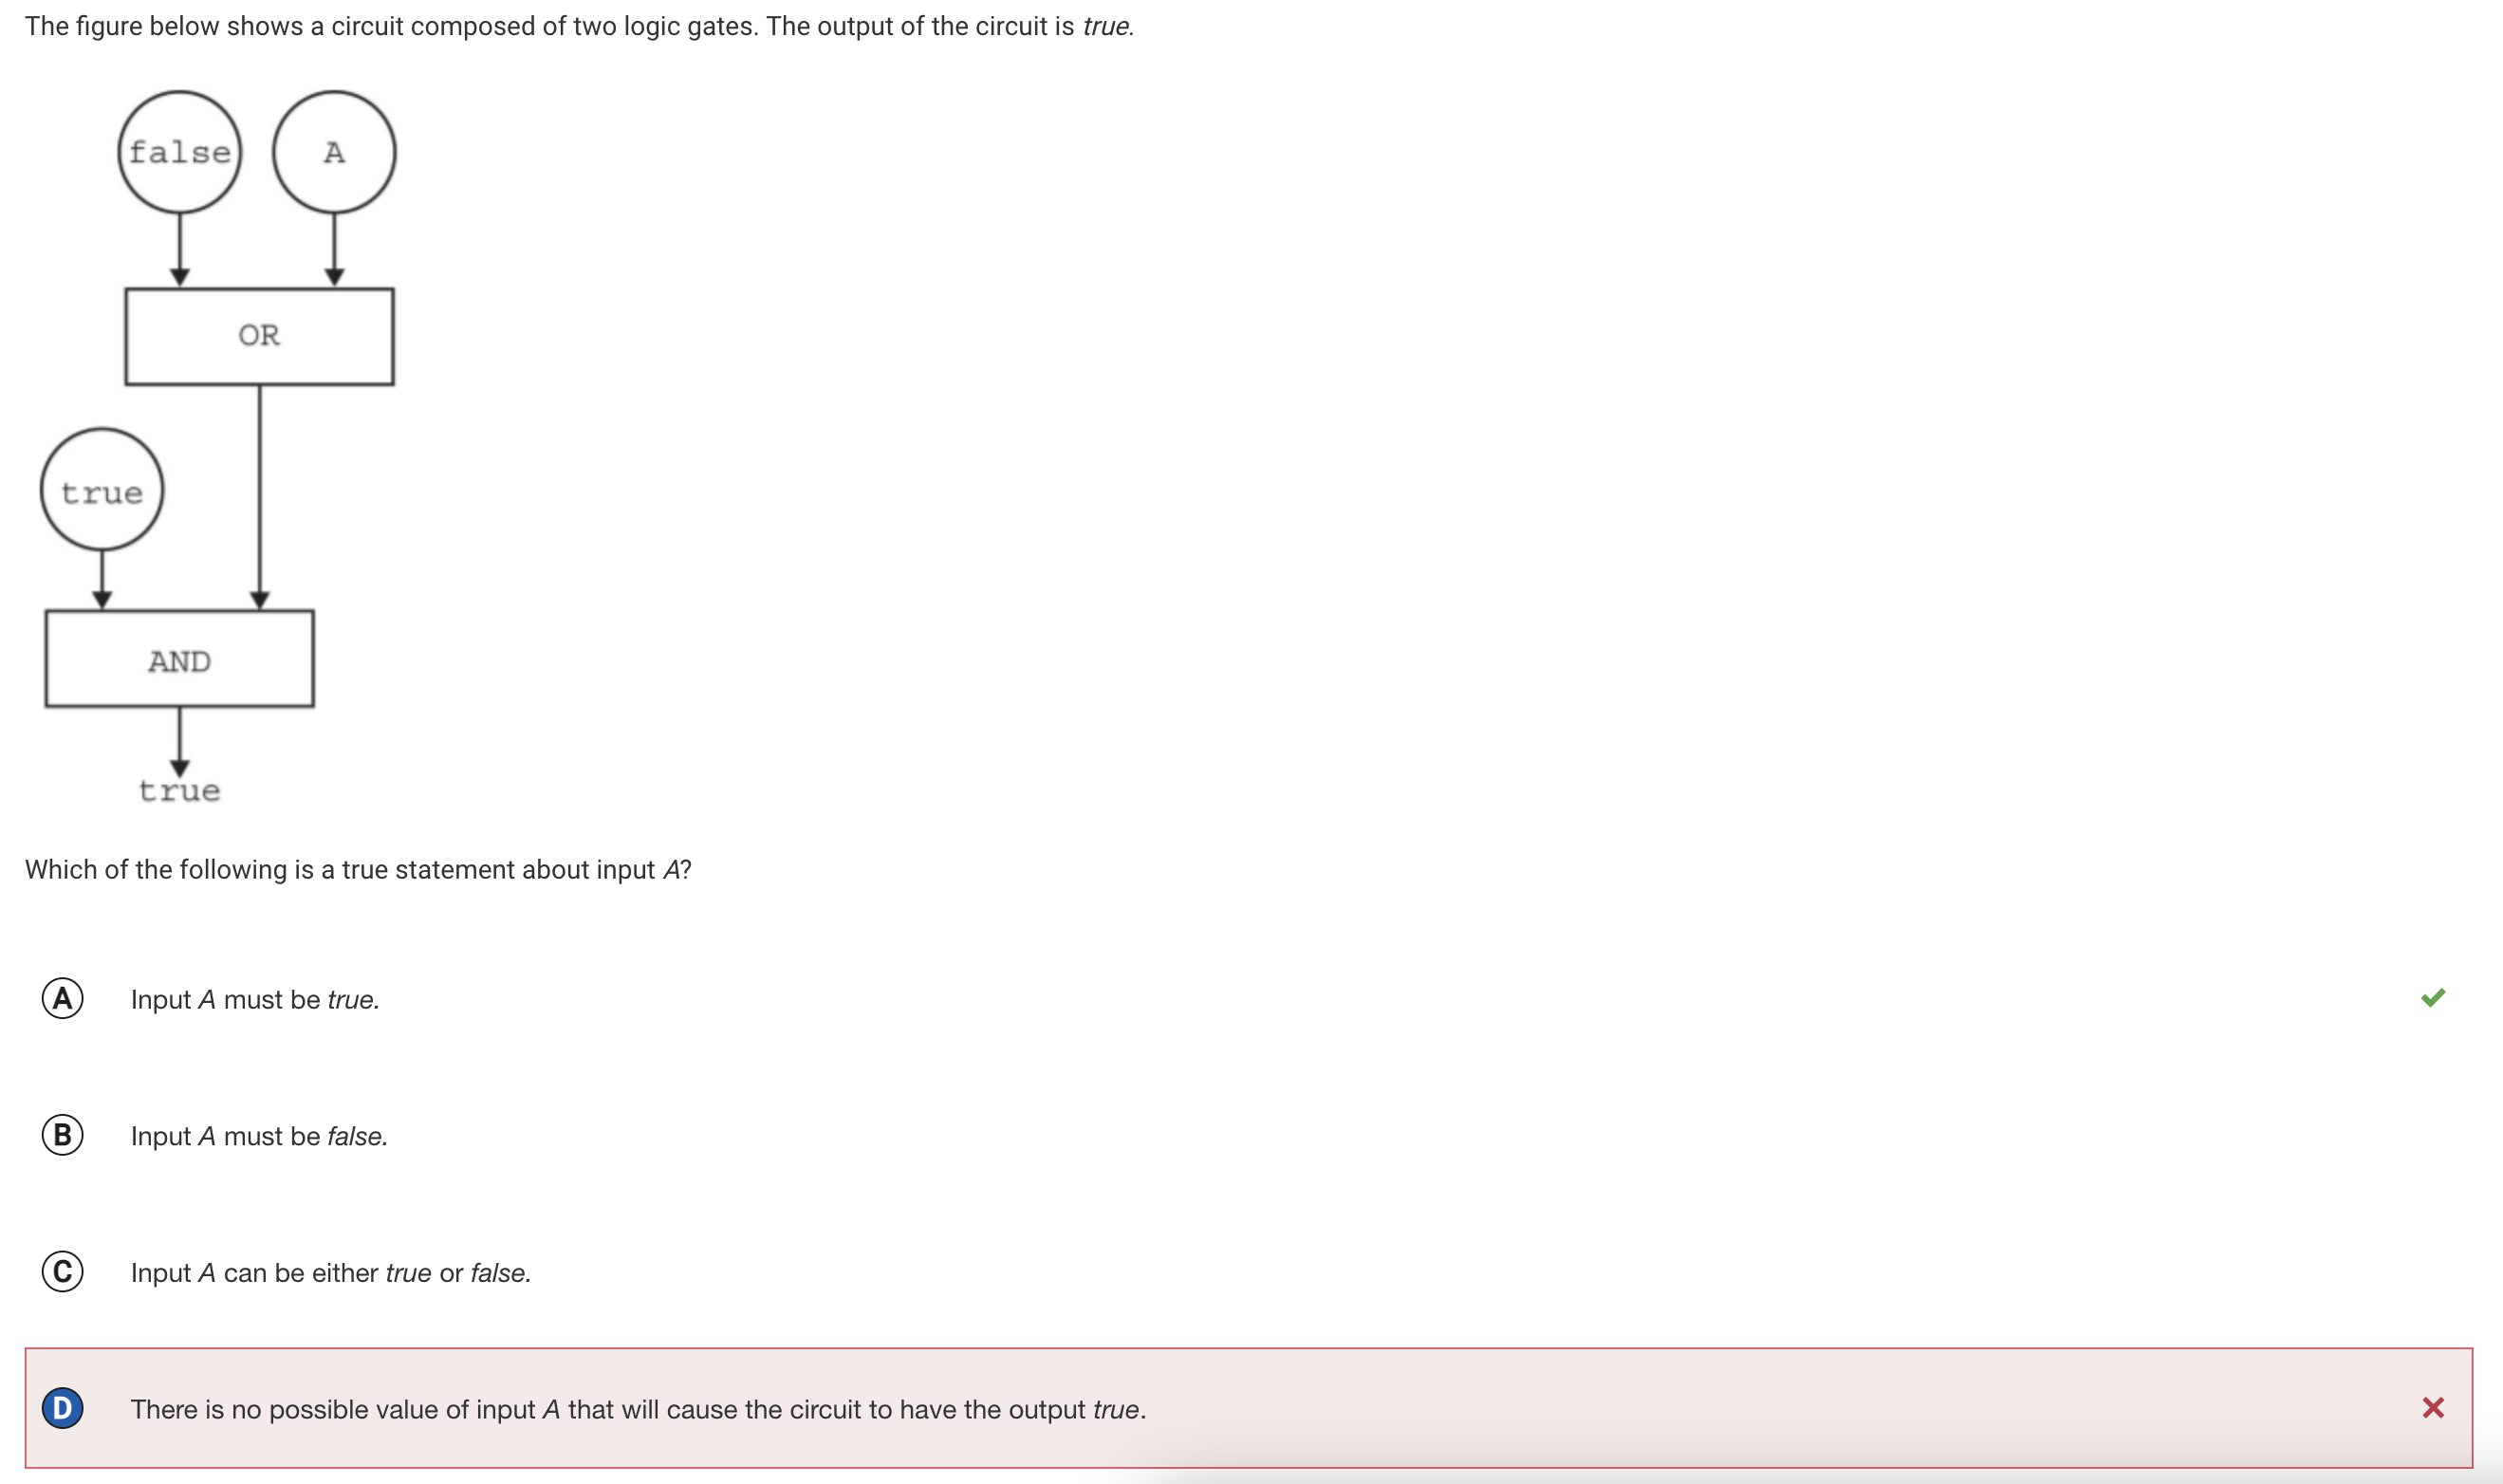 The figure below shows a circuit composed of two logic gates. The output of the circuit is true.
false A
OR
true
AND
true
Which of the following is a true statement about input A?
A Input A must be true.
B Input A must be false.
C Input A can be either true or false.
D There is no possible value of input A that will cause the circuit to have the output true.